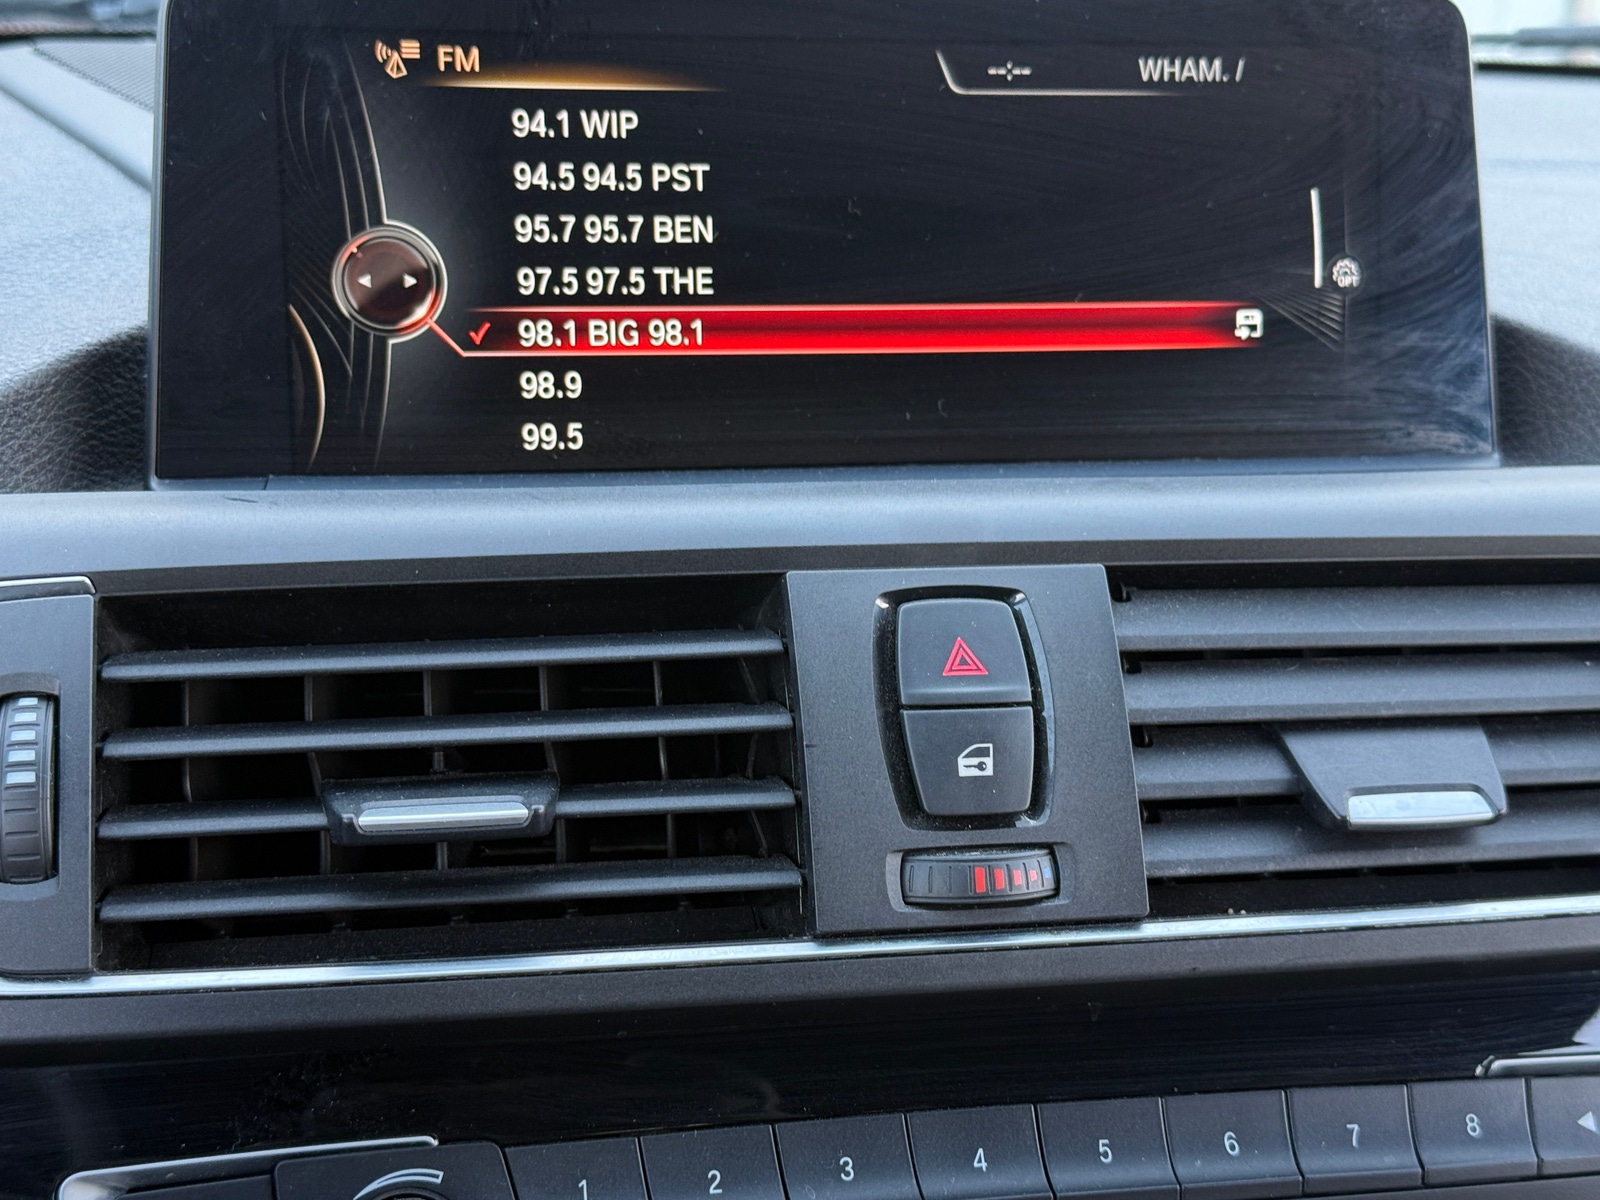 FM
--:-- WHAM. /
94.1 WIP
94.5 94.5 PST
95.7 95.7 BEN
97.5 97.5 THE
98.1 BIG 98.1
98.9
99.5
OPT
1 2 3 4 5 6 7 8